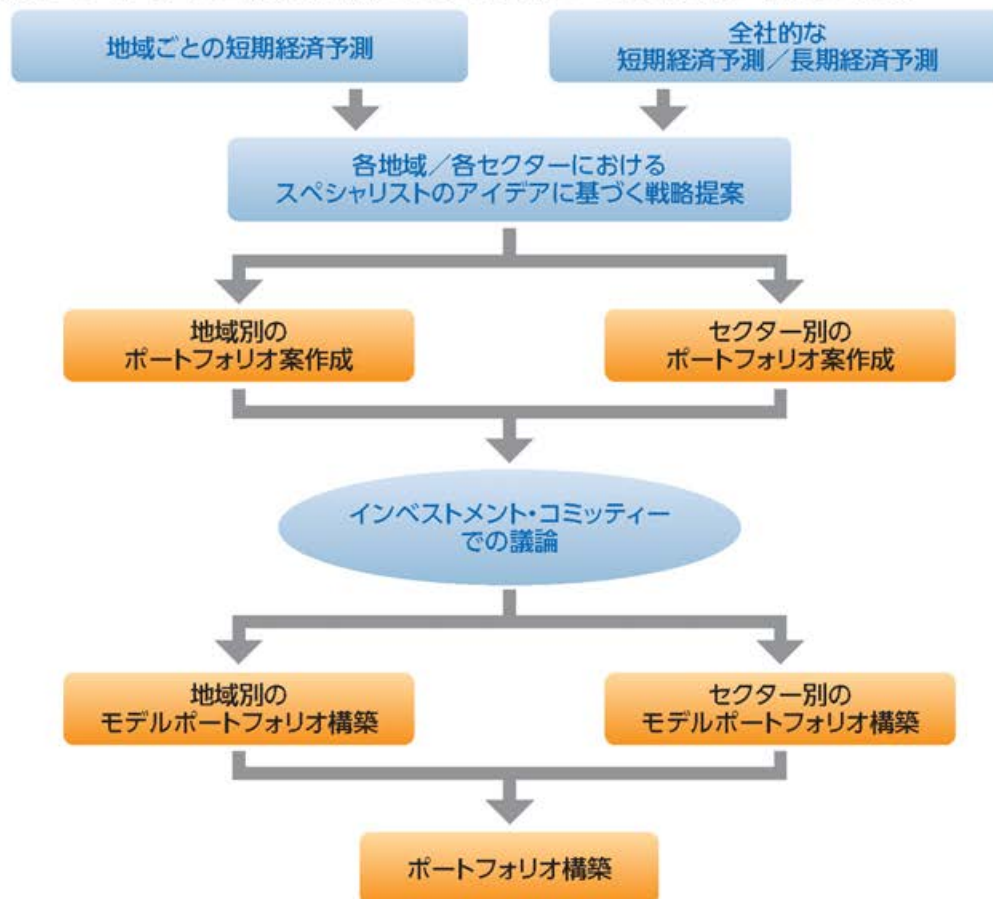 地域ごとの短期経済予測
全社的な
短期経済予測／長期経済予測
各地域／各セクターにおける
スペシャリストのアイデアに基づく戦略提案
地域別の
ポートフォリオ案作成
セクター別の
ポートフォリオ案作成
インベストメント・コミッティー
での議論
地域別の
モデルポートフォリオ構築
セクター別の
モデルポートフォリオ構築
ポートフォリオ構築